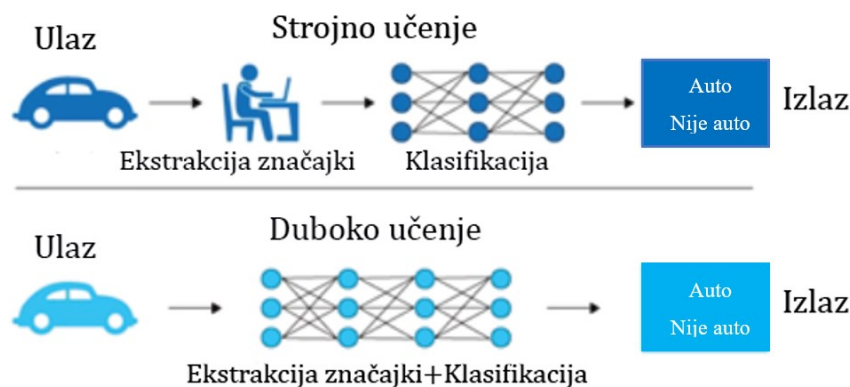 Strojno učenje
Ulaz
Auto
Nije auto
Izlaz
Ekstrakcija značajki
Klasifikacija
Duboko učenje
Ulaz
Auto
Nije auto
Izlaz
Ekstrakcija značajki+Klasifikacija